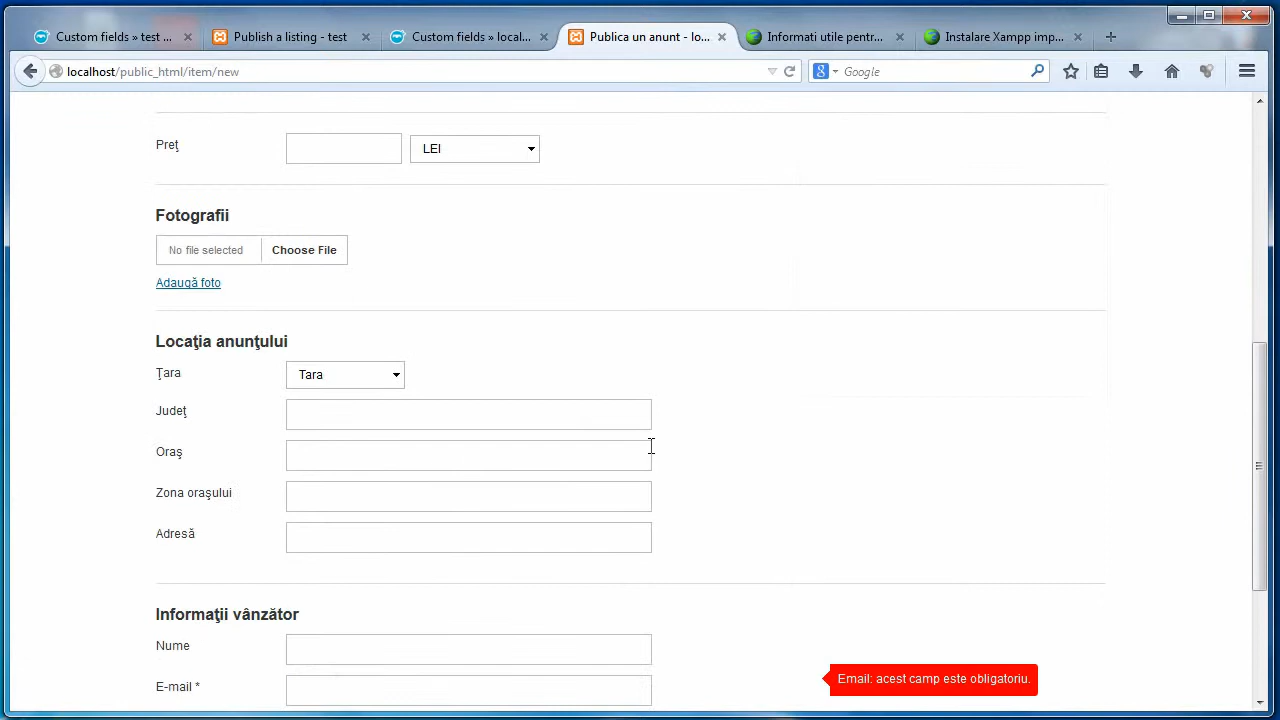 Custom fields » test ...
Publish a listing - test
Custom fields » local...
Publica un anunt - lo...
Informati utile pentr...
Instalare Xampp imp...
localhost/public_html/item/new
Google
Preţ
LEI
Fotografii
No file selected
Choose File
Adaugă foto
Locaţia anunţului
Ţara
Tara
Judeţ
Oraş
Zona oraşului
Adresă
Informaţii vânzător
Nume
E-mail *
Email: acest camp este obligatoriu.